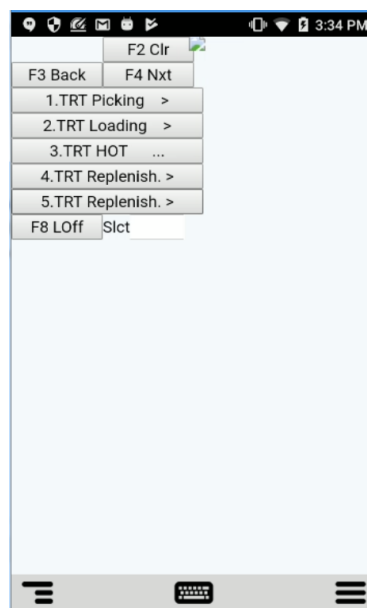 3:34 PM
F2 Clr
F3 Back F4 Nxt
1.TRT Picking >
2.TRT Loading >
3.TRT HOT ...
4.TRT Replenish. >
5.TRT Replenish. >
F8 LOff Slct